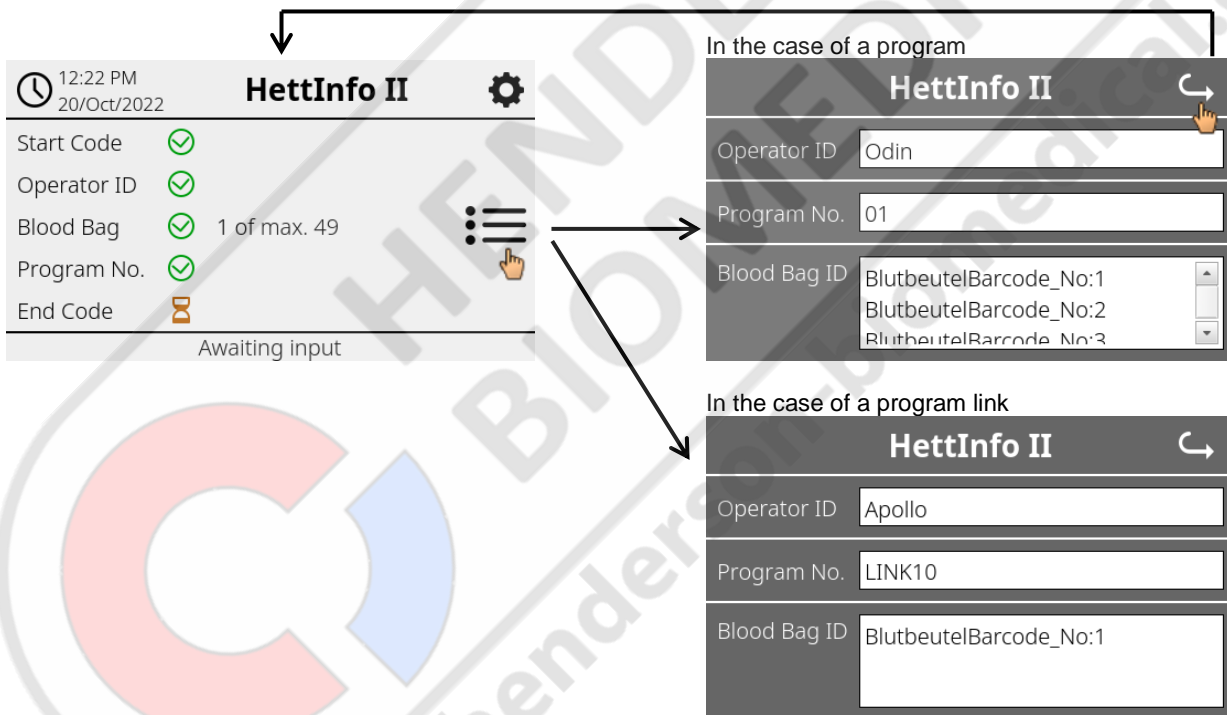 12:22 PM
20/Oct/2022
HettInfo II
Start Code
Operator ID
Blood Bag 1 of max. 49
Program No.
End Code
Awaiting input
In the case of a program
HettInfo II
Operator ID Odin
Program No. 01
Blood Bag ID BlutbeutelBarcode_No:1
BlutbeutelBarcode_No:2
BlutbeutelBarcode_No:3
In the case of a program link
HettInfo II
Operator ID Apollo
Program No. LINK10
Blood Bag ID BlutbeutelBarcode_No:1